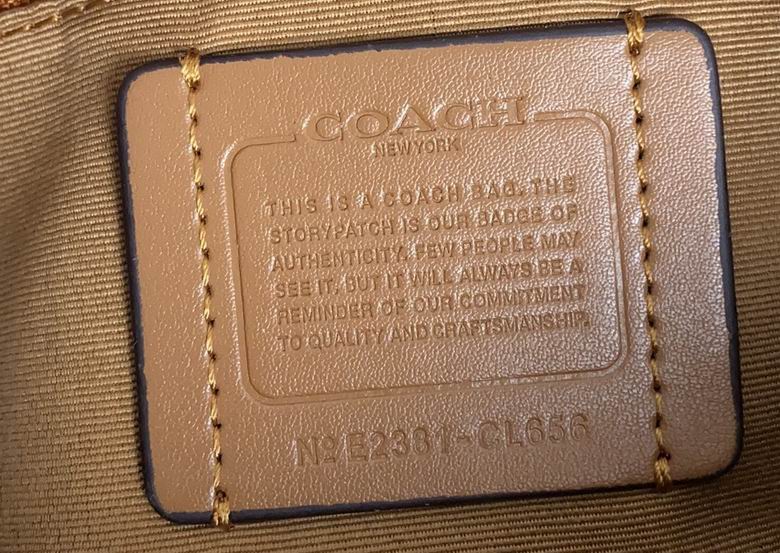 COACH
NEW YORK
THIS IS A COACH BAG. THE
STORYPATCH IS OUR BADGE OF
AUTHENTICITY. FEW PEOPLE MAY
SEE IT, BUT IT WILL ALWAYS BE A
REMINDER OF OUR COMMITMENT
TO QUALITY AND CRAFTSMANSHIP.
Nº E2381-CL656